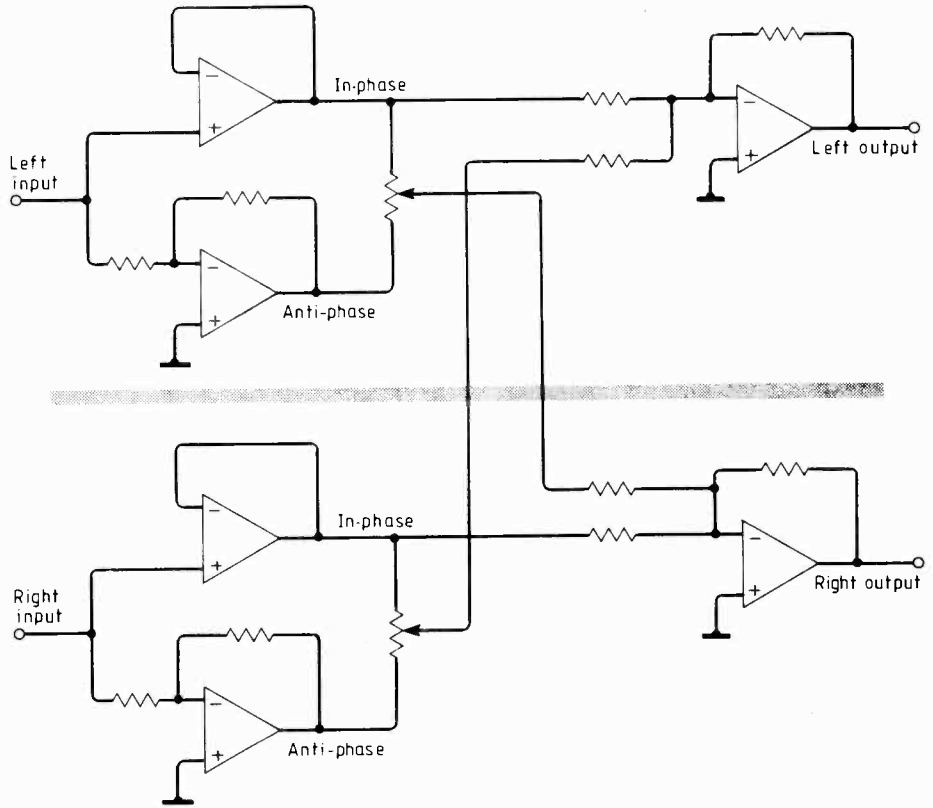 In-phase
Left
input
Left output
Anti-phase
In-phase
Right
input
Right output
Anti-phase